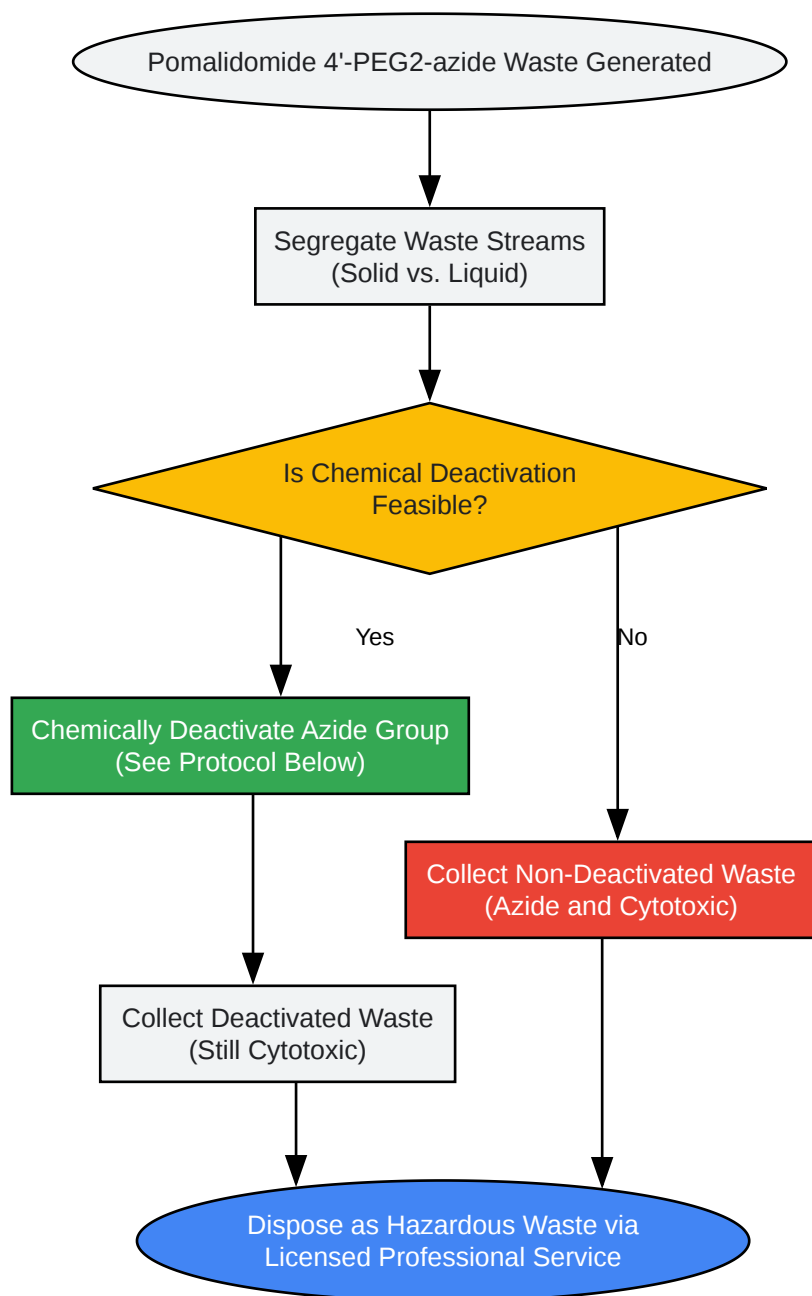 Pomalidomide 4'-PEG2-azide Waste Generated
Segregate Waste Streams
(Solid vs. Liquid)
Is Chemical Deactivation
Feasible?
Yes
No
Chemically Deactivate Azide Group
(See Protocol Below)
Collect Non-Deactivated Waste
(Azide and Cytotoxic)
Collect Deactivated Waste
(Still Cytotoxic)
Dispose as Hazardous Waste via
Licensed Professional Service